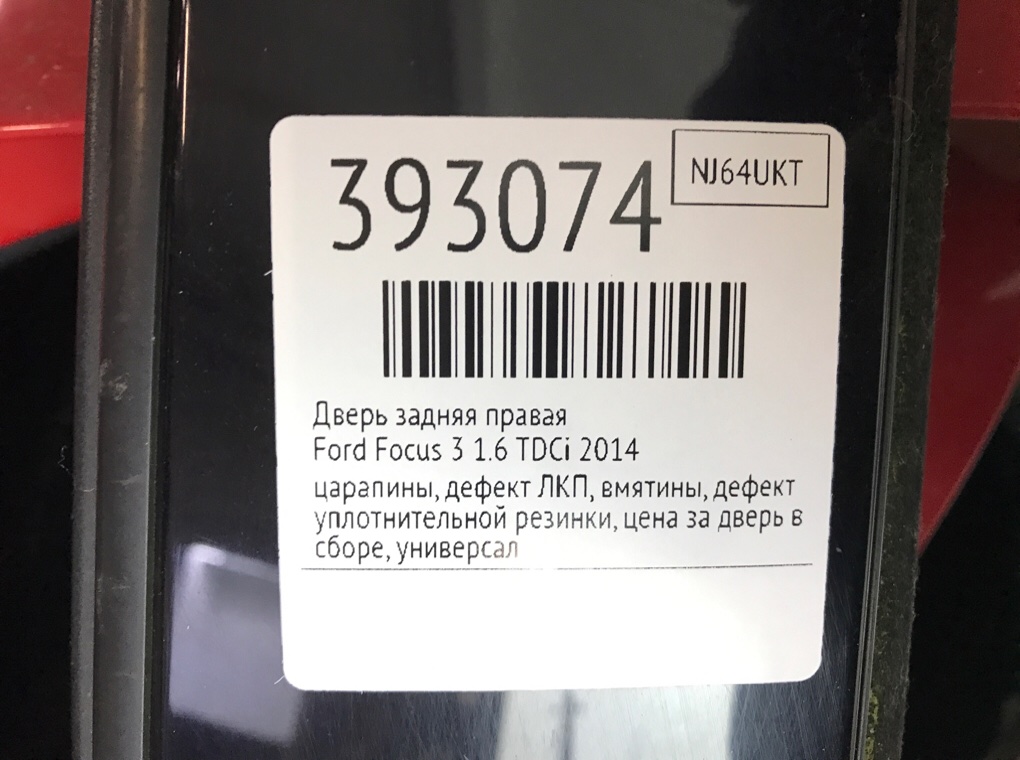 393074
NJ64UKT
Дверь задняя правая
Ford Focus 3 1.6 TDCi 2014
царапины, дефект ЛКП, вмятины, дефект
уплотнительной резинки, цена за дверь в
сборе, универсал